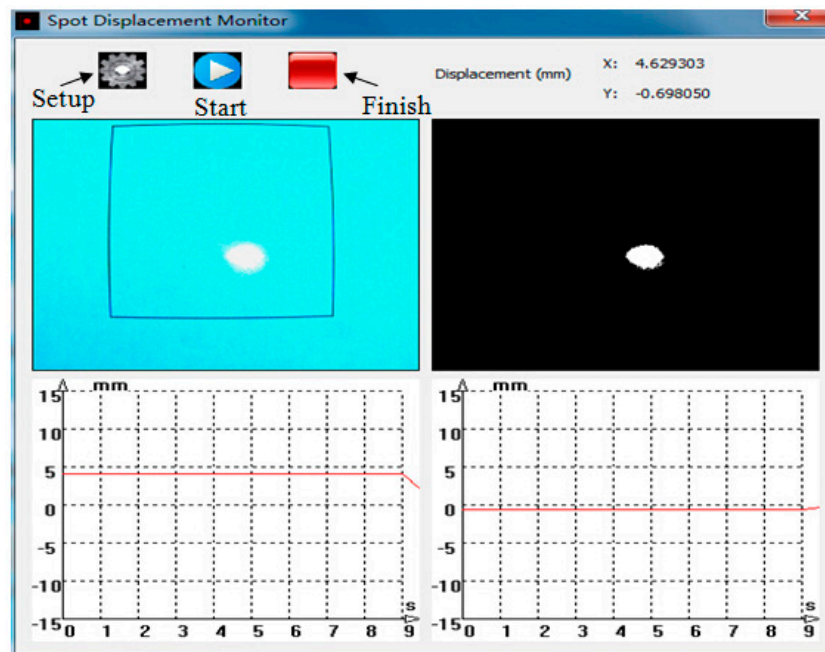 Spot Displacement Monitor
Setup
Start
Finish
Displacement (mm)
X: 4.629303
Y: -0.698050
mm
15
10
5
0
-5
-10
-15
0 1 2 3 4 5 6 7 8 9
s
mm
15
10
5
0
-5
-10
-15
0 1 2 3 4 5 6 7 8 9
s